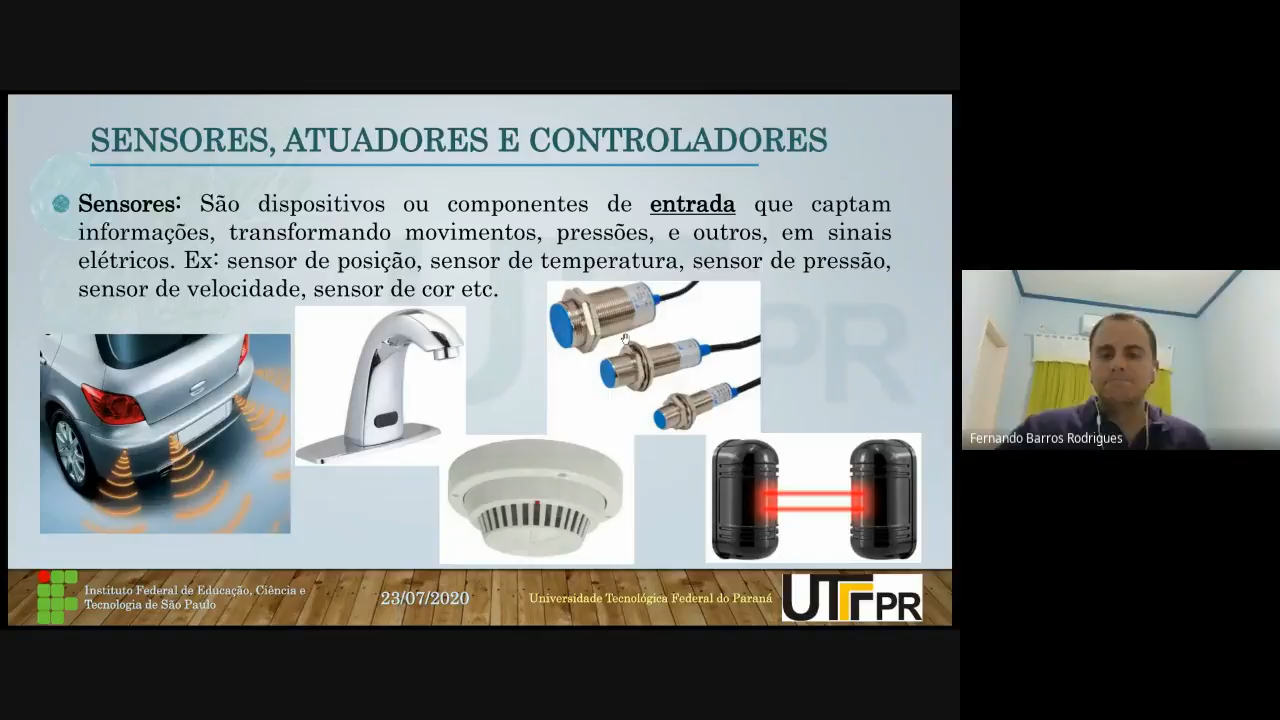 SENSORES, ATUADORES E CONTROLADORES
Sensores: São dispositivos ou componentes de entrada que captam
informações, transformando movimentos, pressões, e outros, em sinais
elétricos. Ex: sensor de posição, sensor de temperatura, sensor de pressão,
sensor de velocidade, sensor de cor etc.
UTFPR
Instituto Federal de Educação, Ciência e
Tecnologia de São Paulo
23/07/2020
Universidade Tecnológica Federal do Paraná
UTFPR
Fernando Barros Rodrigues